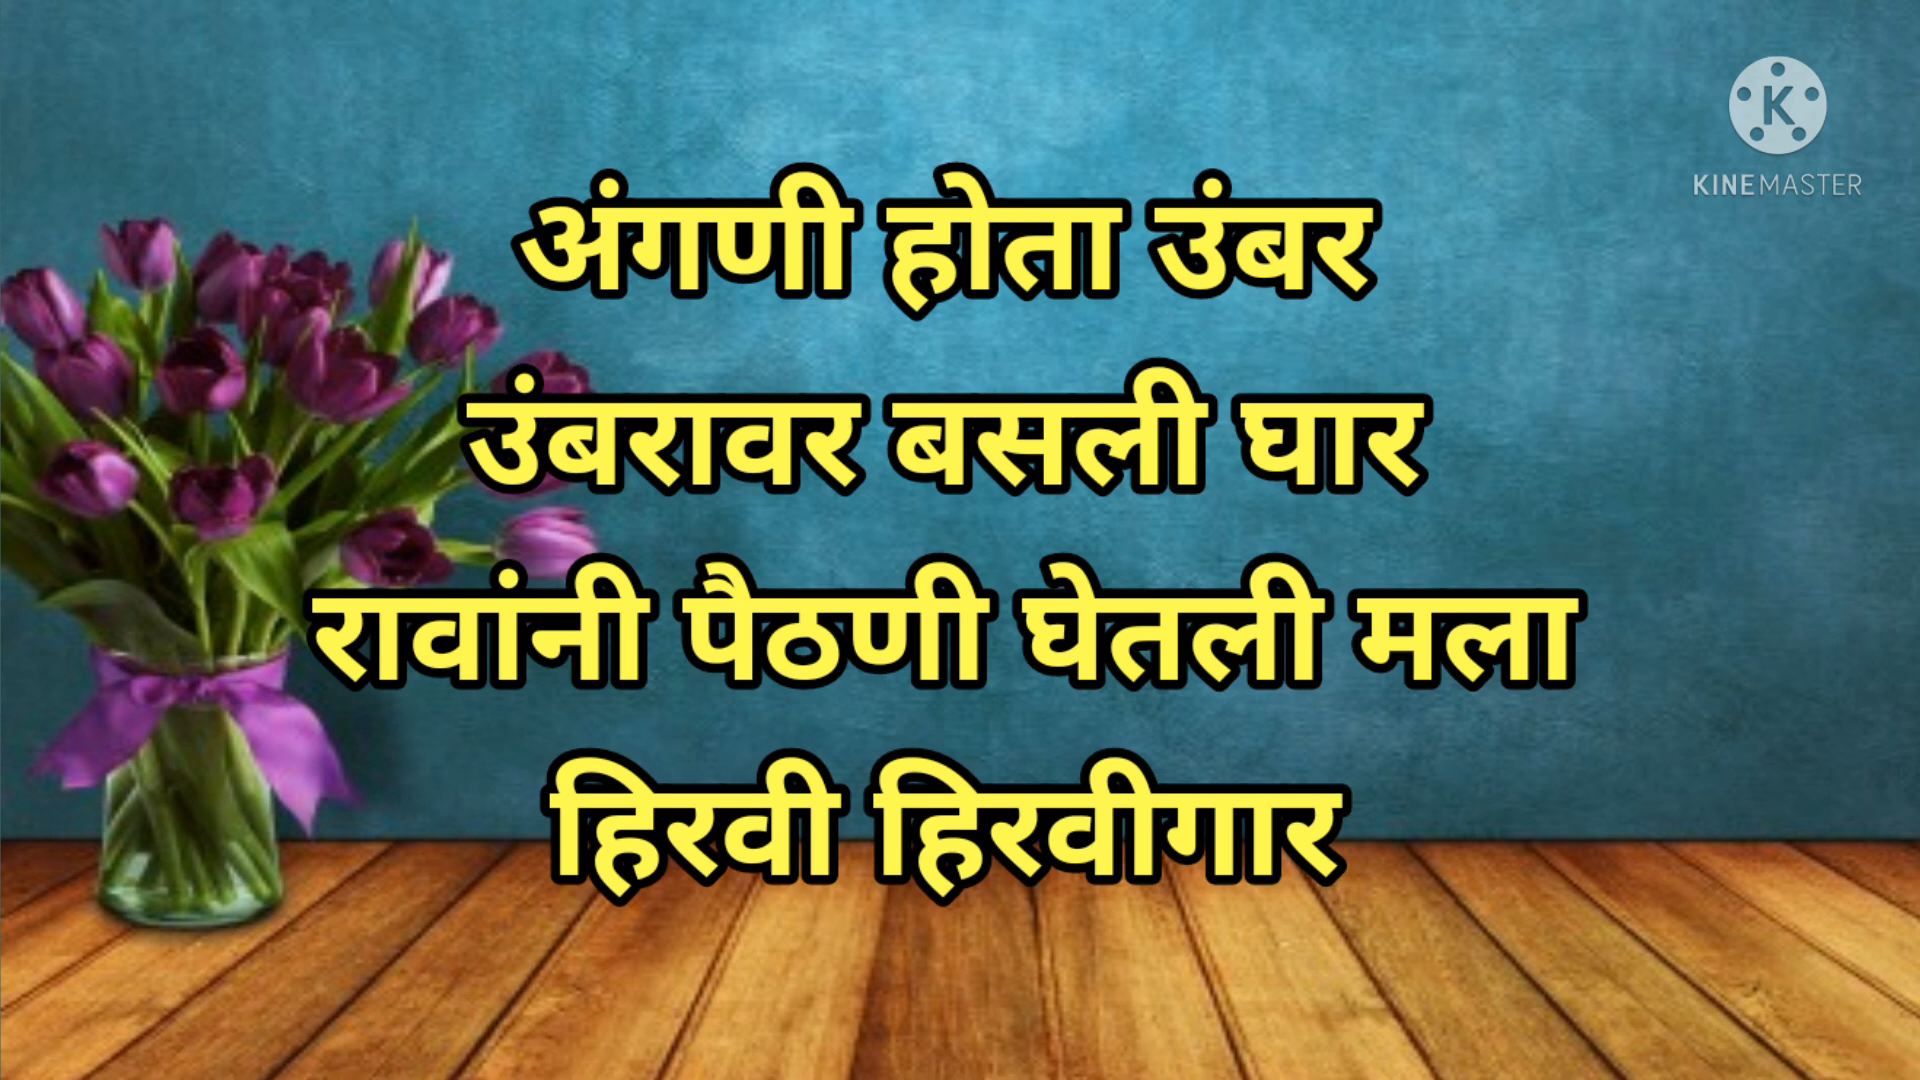 KINEMASTER
अंगणी होता उंबर
उंबरावर बसली घार
रावांनी पैठणी घेतली मला
हिरवी हिरवीगार